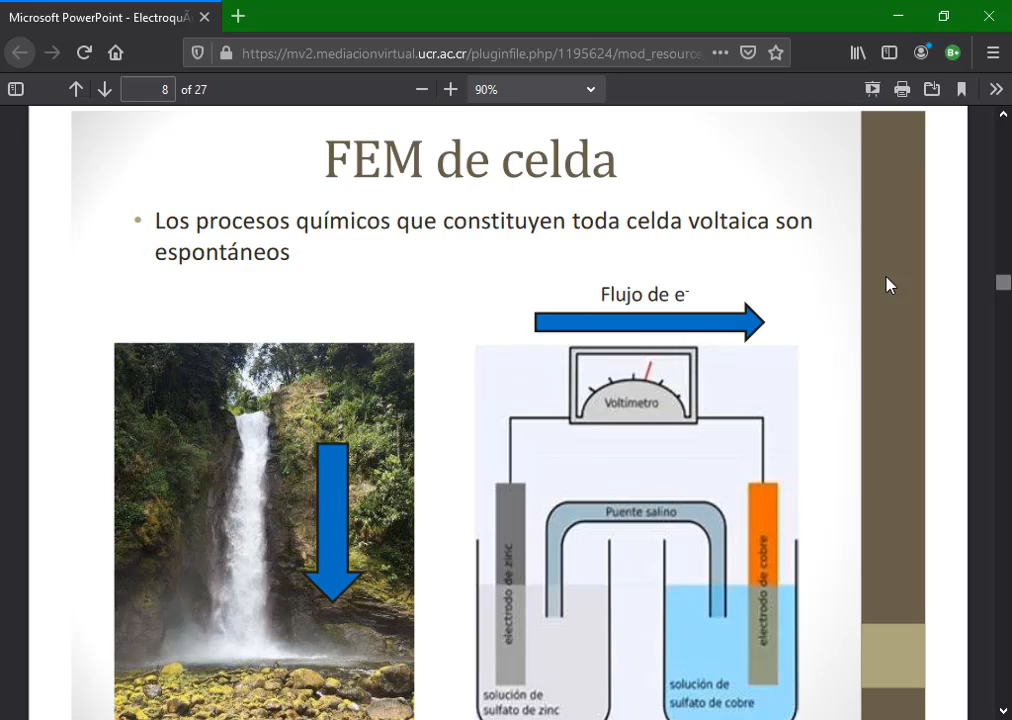 Microsoft PowerPoint - ElectroquÃ
https://mv2.mediacionvirtual.ucr.ac.cr/pluginfile.php/1195624/mod_resource
8 of 27
90%
FEM de celda
• Los procesos químicos que constituyen toda celda voltaica son
espontáneos
Flujo de e-
Voltímetro
Puente salino
electrodo de zinc
electrodo de cobre
solución de
sulfato de zinc
solución de
sulfato de cobre